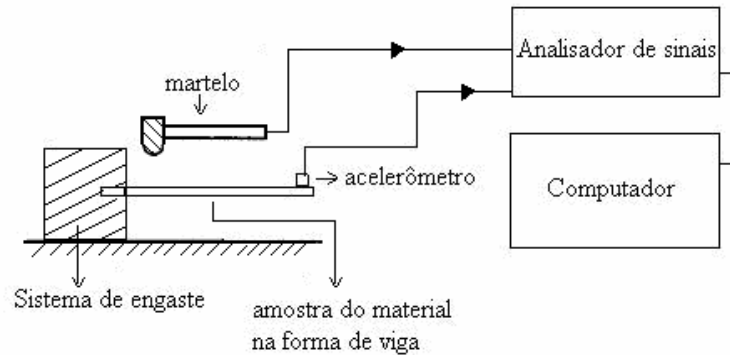 Analisador de sinais
martelo
acelerômetro
Computador
Sistema de engaste
amostra do material
na forma de viga